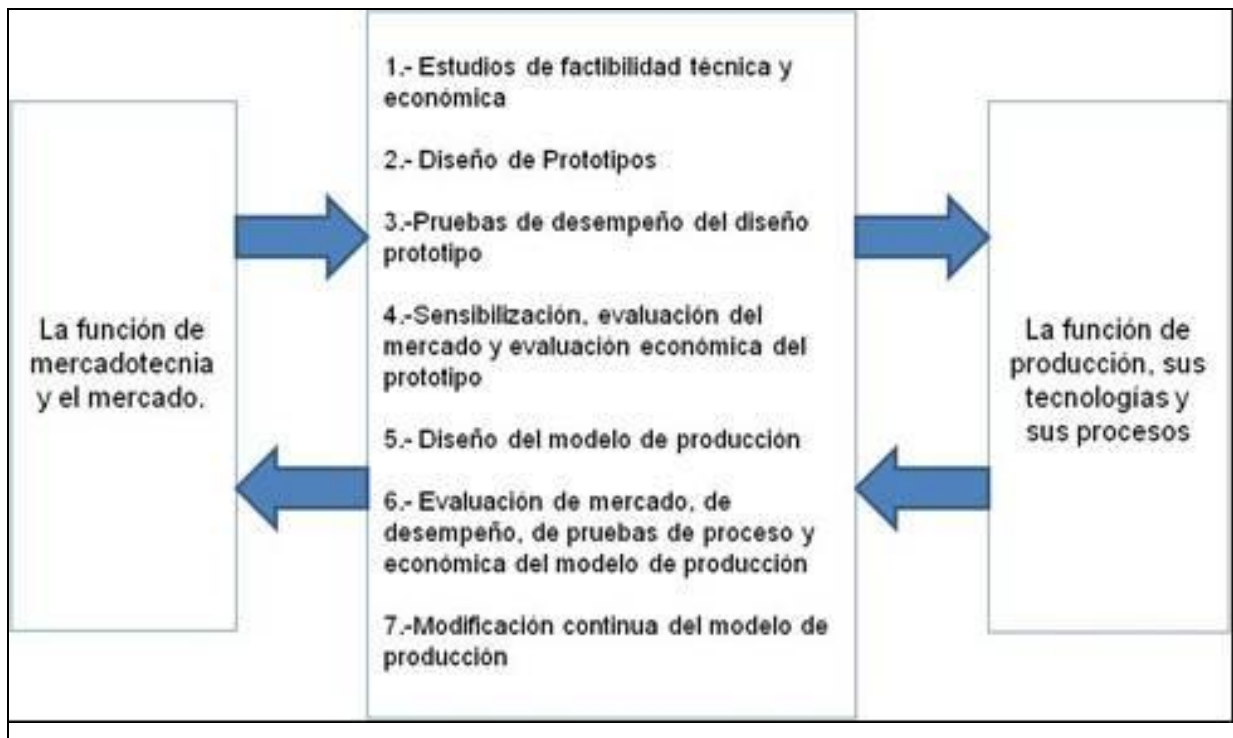 La función de
mercadotecnia
y el mercado.
1.- Estudios de factibilidad técnica y
económica
2.- Diseño de Prototipos
3.-Pruebas de desempeño del diseño
prototipo
4.-Sensibilización, evaluación del
mercado y evaluación económica del
prototipo
5.- Diseño del modelo de producción
6.- Evaluación de mercado, de
desempeño, de pruebas de proceso y
económica del modelo de producción
7.-Modificación continua del modelo de
producción
La función de
producción, sus
tecnologías y
sus procesos